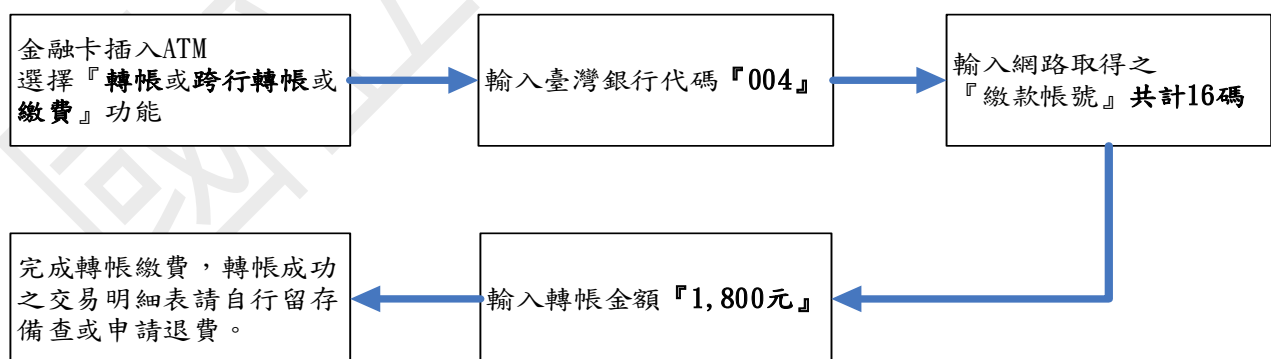 金融卡插入ATM
選擇『轉帳或跨行轉帳或
繳費』功能
輸入臺灣銀行代碼『004』
輸入網路取得之
『繳款帳號』共計16碼
輸入轉帳金額『1,800元』
完成轉帳繳費，轉帳成功
之交易明細表請自行留存
備查或申請退費。